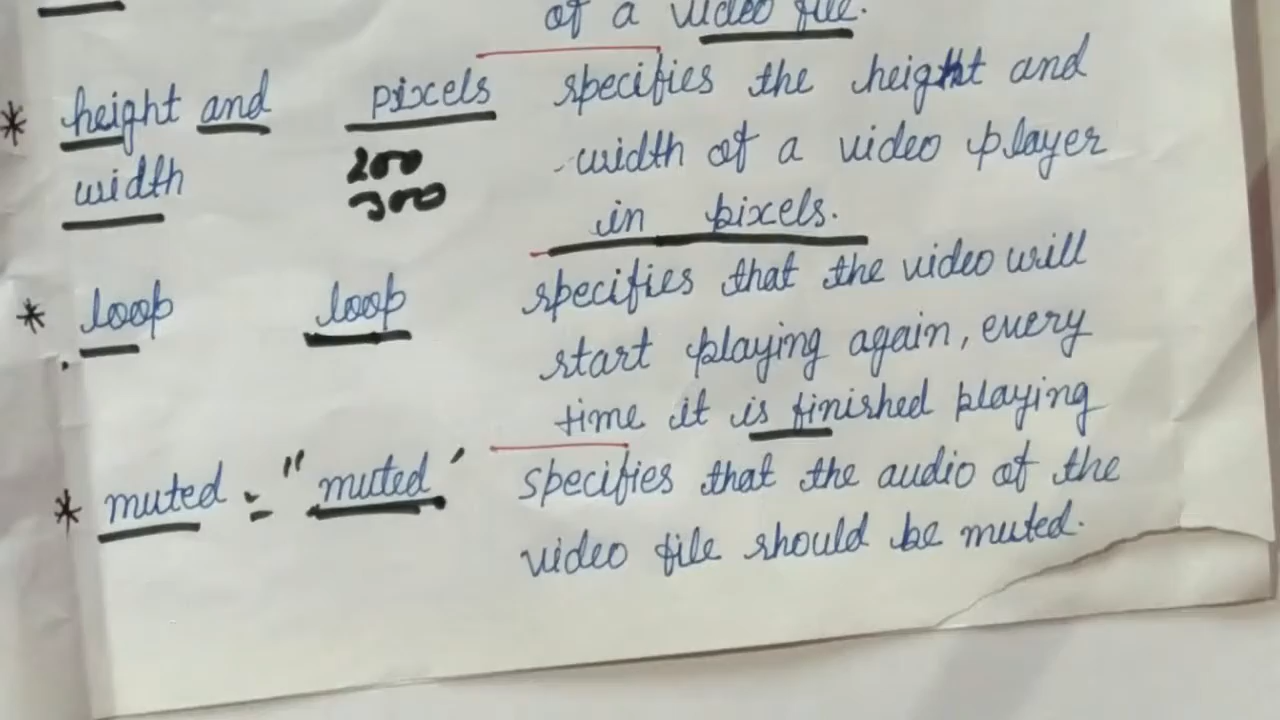 of a video file.
* height and pixels specifies the height and
width 200 width of a video player
300 in pixels.
* loop loop specifies that the video will
start playing again, every
time it is finished playing
* muted = "muted" specifies that the audio of the
video file should be muted.